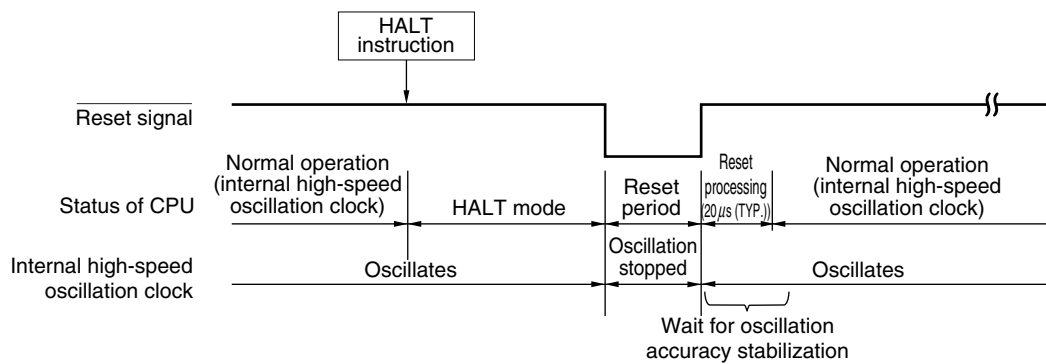 HALT
instruction
Reset signal
Normal operation
(internal high-speed
oscillation clock)
Status of CPU
HALT mode
Reset
period
Reset
processing
(20 μs (TYP.))
Normal operation
(internal high-speed
oscillation clock)
Internal high-speed
oscillation clock
Oscillates
Oscillation
stopped
Oscillates
Wait for oscillation
accuracy stabilization